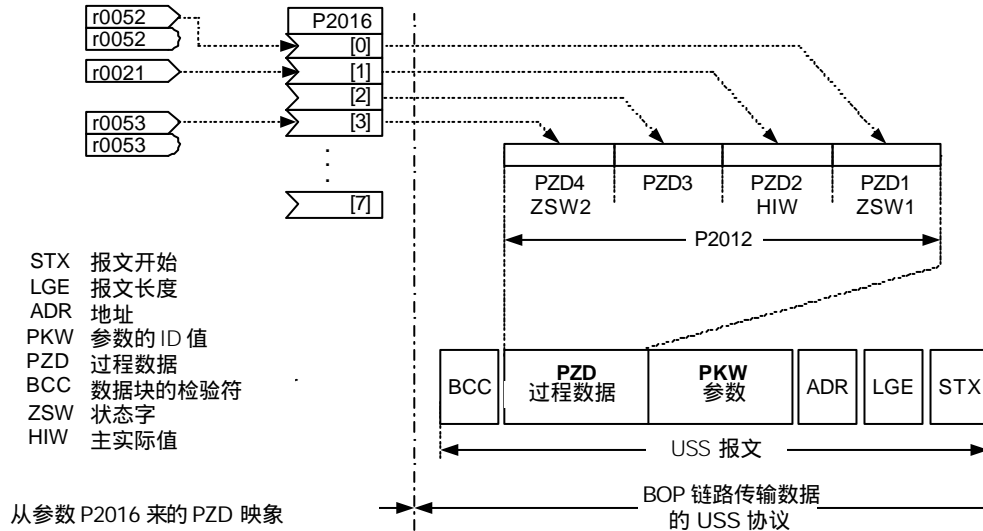 r0052
r0052
r0021
r0053
r0053
P2016
[0]
[1]
[2]
[3]
[7]
PZD4 PZD3 PZD2 PZD1
ZSW2 HIW ZSW1
P2012
STX 报文开始
LGE 报文长度
ADR 地址
PKW 参数的 ID 值
PZD 过程数据
BCC 数据块的检验符
ZSW 状态字
HIW 主实际值
BCC
PZD
过程数据
PKW
参数
ADR
LGE
STX
USS 报文
从参数 P2016 来的 PZD 映象
BOP 链路传输数据
的 USS 协议